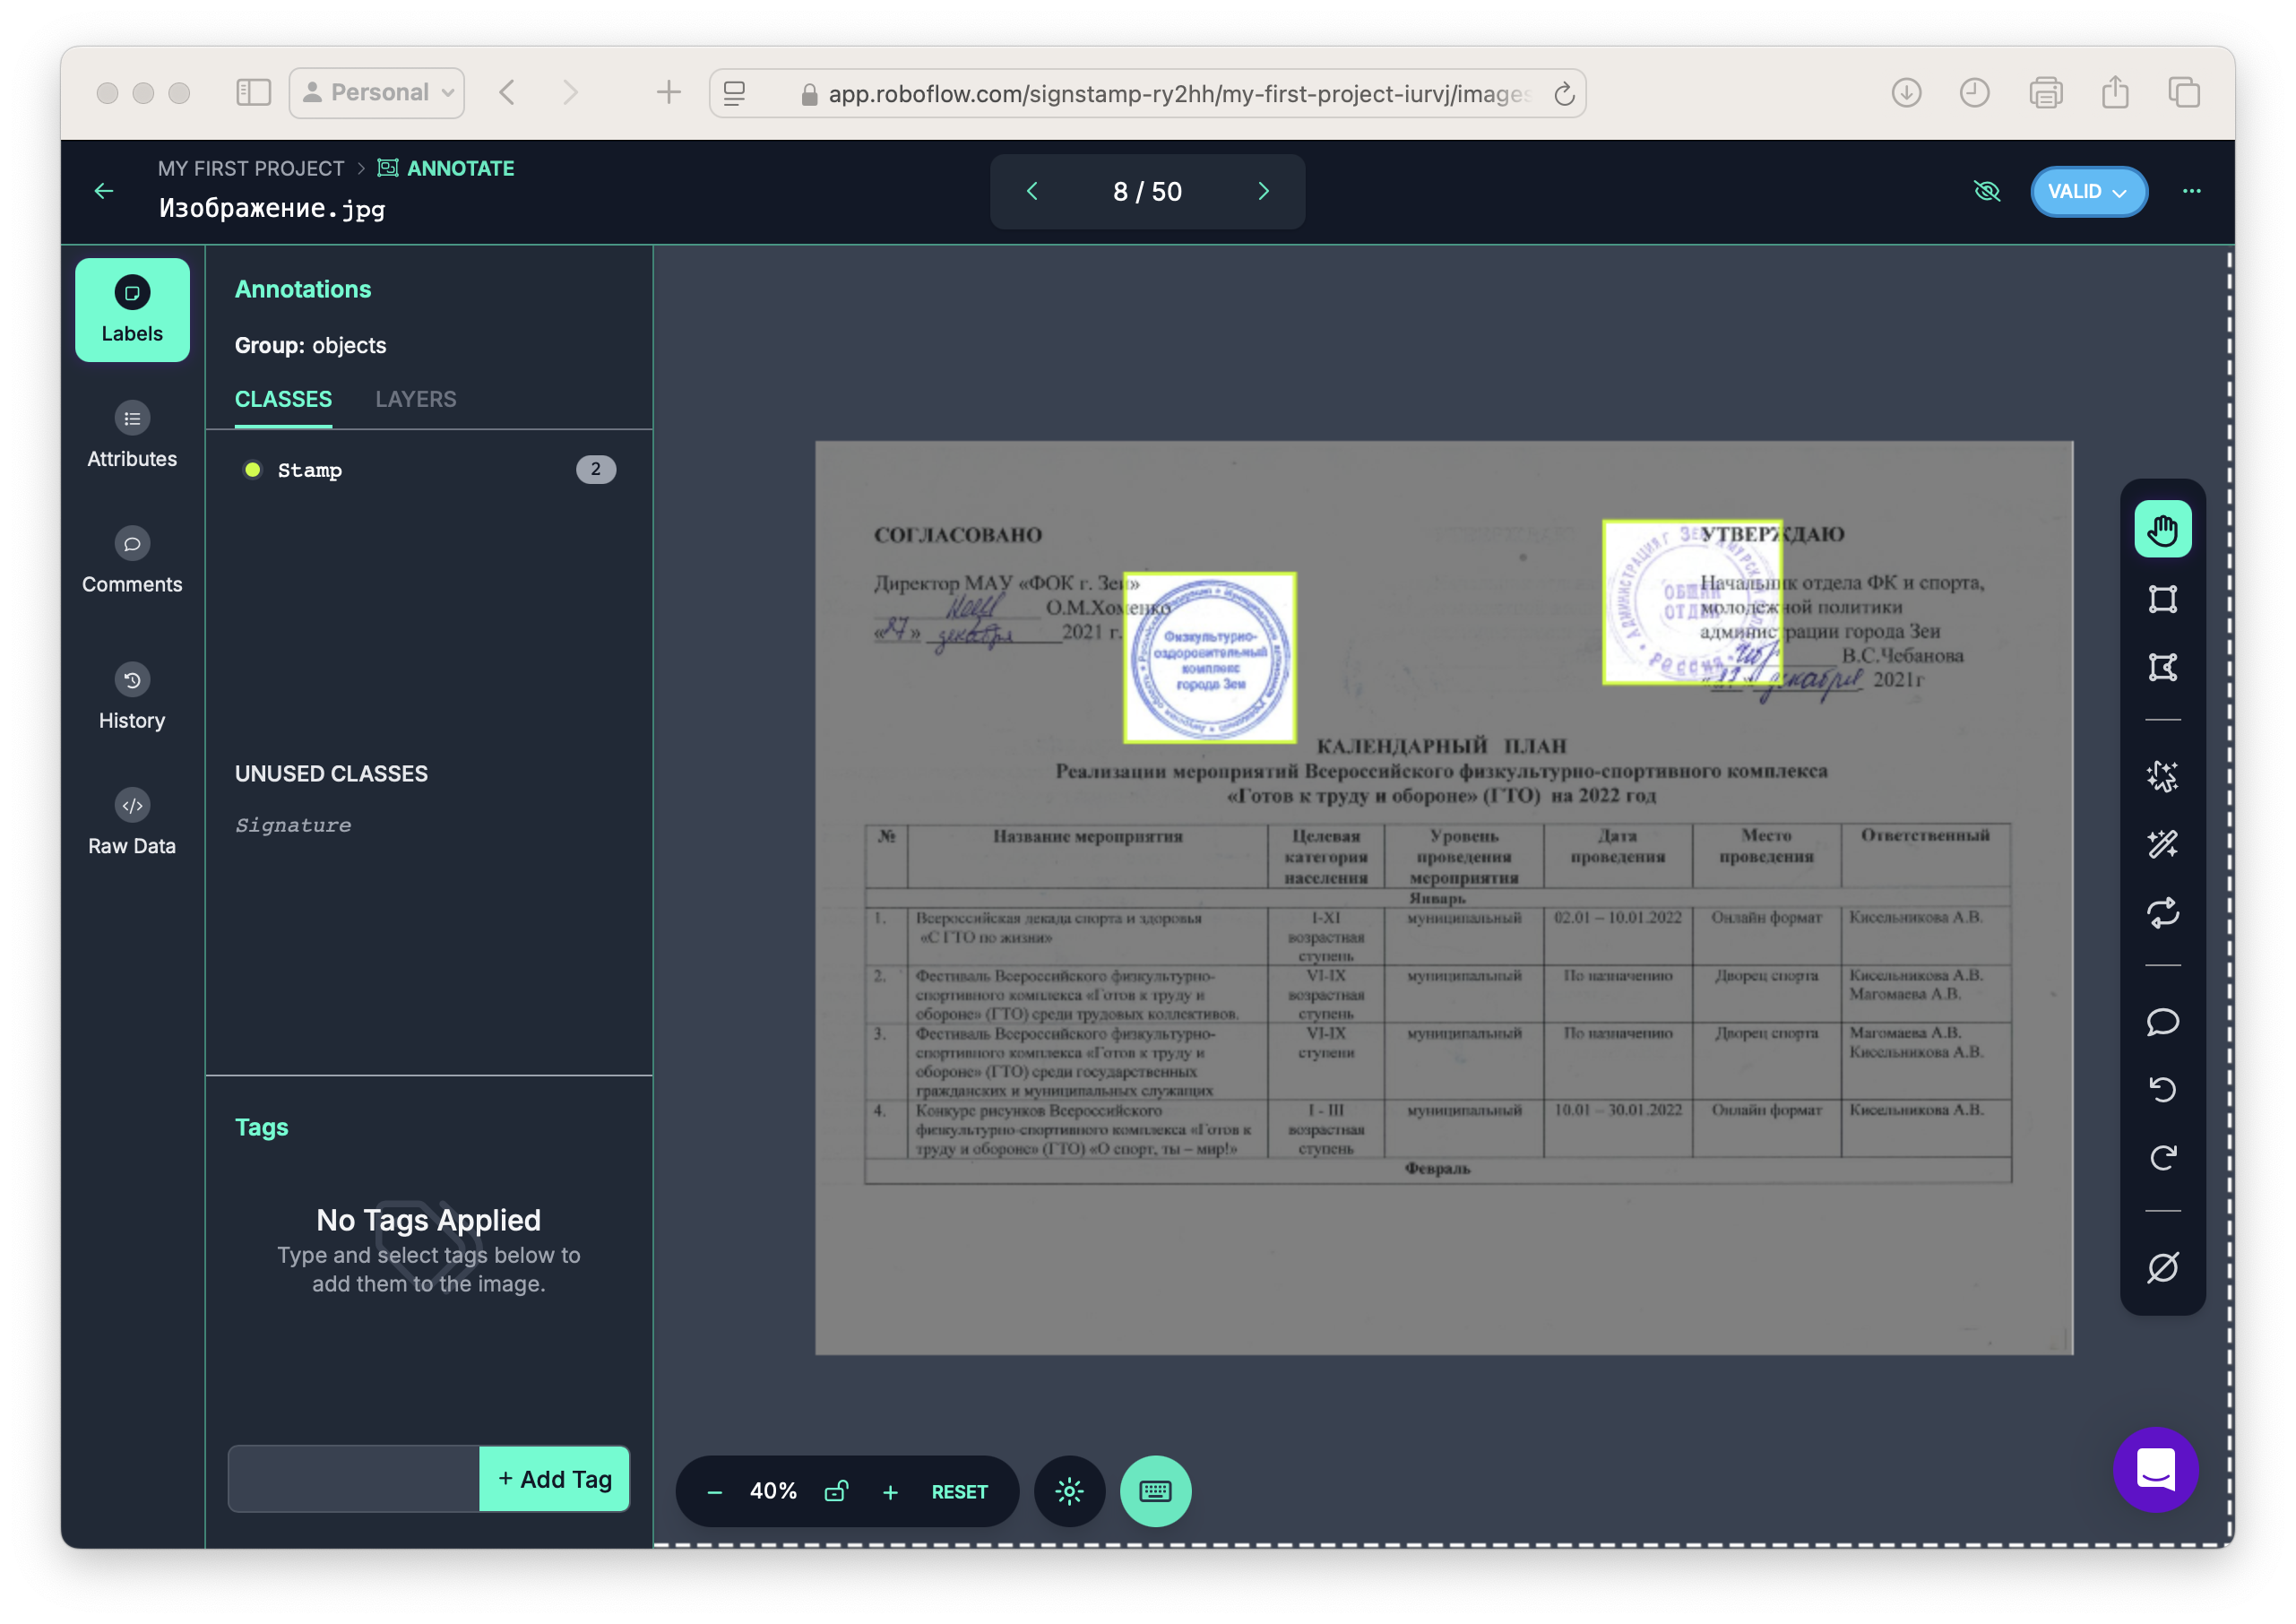 Personal
app.roboflow.com/signstamp-ry2hh/my-first-project-iurvj/images
MY FIRST PROJECT > ANNOTATE
Изображение.jpg
8 / 50
VALID
Labels
Attributes
Comments
History
Raw Data
Annotations
Group: objects
CLASSES LAYERS
Stamp 2
UNUSED CLASSES
Signature
Tags
No Tags Applied
Type and select tags below to
add them to the image.
+ Add Tag
СОГЛАСОВАНО
Директор МАУ «ФОК г. Зеи»
О.М.Хоменко
«27» декабря 2021 г.
Физкультурно-
оздоровительный
комплекс
города Зеи
УТВЕРЖДАЮ
Начальник отдела ФК и спорта,
молодежной политики
администрации города Зеи
В.С.Чебанова
декабря 2021г
ОБЩИЙ
ОТДЕЛ
АДМИНИСТРАЦИЯ г. ЗЕИ
РОССИЯ
КАЛЕНДАРНЫЙ ПЛАН
Реализации мероприятий Всероссийского физкультурно-спортивного комплекса
«Готов к труду и обороне» (ГТО) на 2022 год
№ Название мероприятия Целевая категория населения Уровень проведения мероприятия Дата проведения Место проведения Ответственный
Январь
1. Всероссийская декада спорта и здоровья «С ГТО по жизни» I-XI возрастная ступень муниципальный 02.01 – 10.01.2022 Онлайн формат Кисельникова А.В.
2. Фестиваль Всероссийского физкультурно-спортивного комплекса «Готов к труду и обороне» (ГТО) среди трудовых коллективов. VI-IX возрастная ступень муниципальный По назначению Дворец спорта Кисельникова А.В. Магомаева А.В.
3. Фестиваль Всероссийского физкультурно-спортивного комплекса «Готов к труду и обороне» (ГТО) среди государственных гражданских и муниципальных служащих VI-IX ступени муниципальный По назначению Дворец спорта Магомаева А.В. Кисельникова А.В.
4. Конкурс рисунков Всероссийского физкультурно-спортивного комплекса «Готов к труду и обороне» (ГТО) «О спорт, ты – мир!» I - III возрастная ступень муниципальный 10.01 – 30.01.2022 Онлайн формат Кисельникова А.В.
Февраль
40% RESET